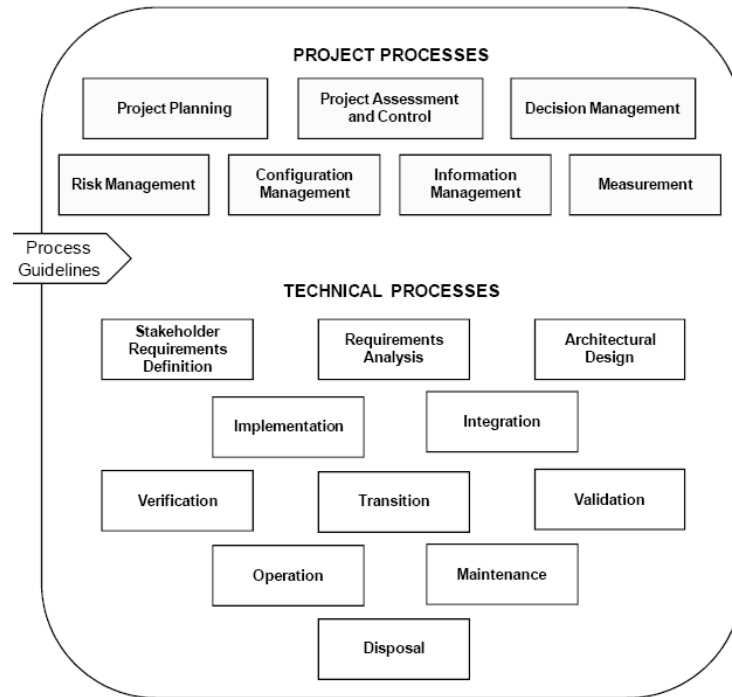 PROJECT PROCESSES
Project Planning
Project Assessment
and Control
Decision Management
Risk Management
Configuration
Management
Information
Management
Measurement
Process
Guidelines
TECHNICAL PROCESSES
Stakeholder
Requirements
Definition
Requirements
Analysis
Architectural
Design
Implementation
Integration
Verification
Transition
Validation
Operation
Maintenance
Disposal